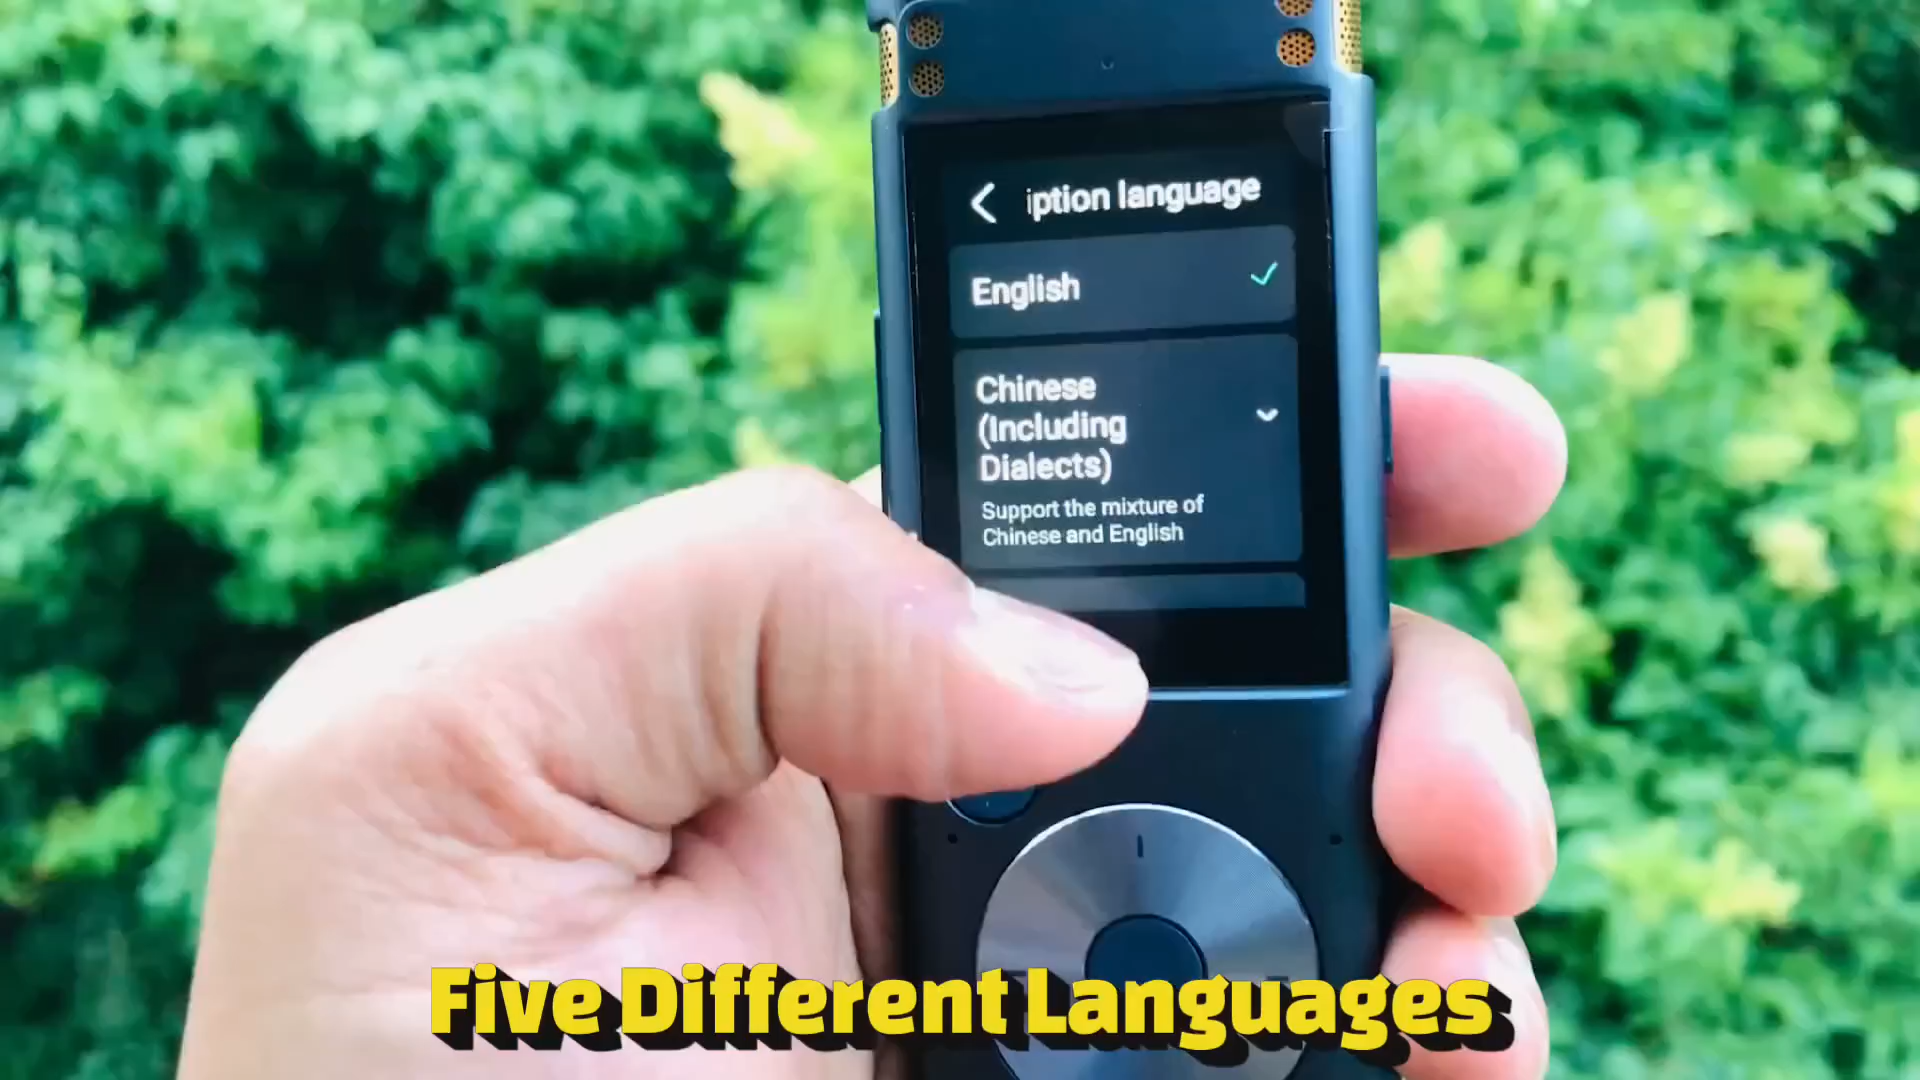 iption language
English
Chinese
(Including
Dialects)
Support the mixture of
Chinese and English
Five Different Languages